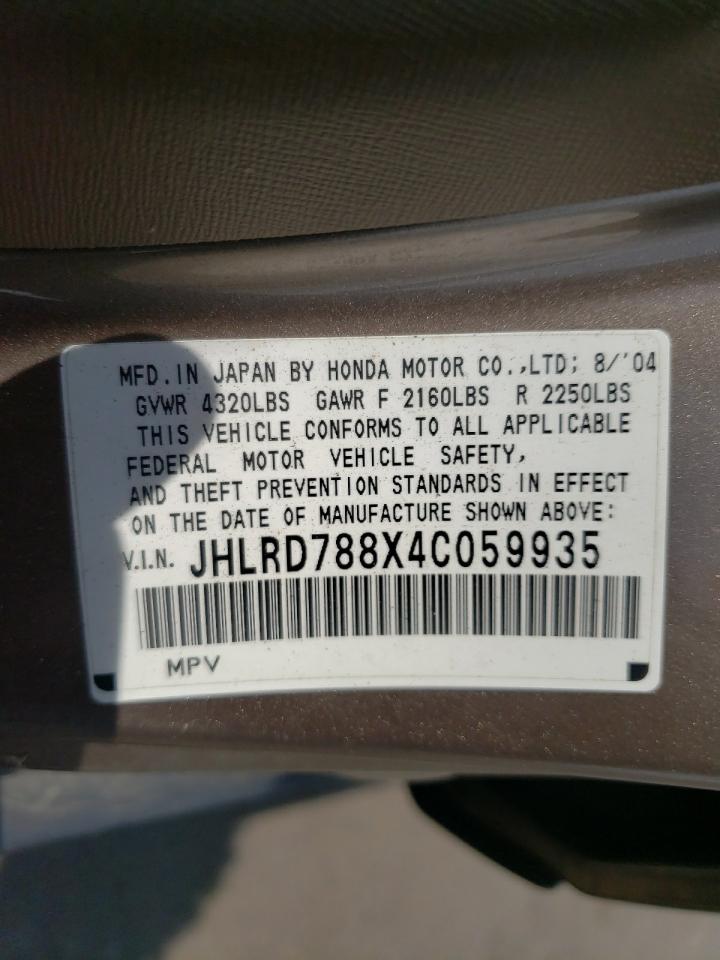 MFD. IN JAPAN BY HONDA MOTOR CO.,LTD; 8/'04
GVWR 4320LBS GAWR F 2160LBS R 2250LBS
THIS VEHICLE CONFORMS TO ALL APPLICABLE
FEDERAL MOTOR VEHICLE SAFETY,
AND THEFT PREVENTION STANDARDS IN EFFECT
ON THE DATE OF MANUFACTURE SHOWN ABOVE:
V.I.N. JHLRD788X4C059935
MPV